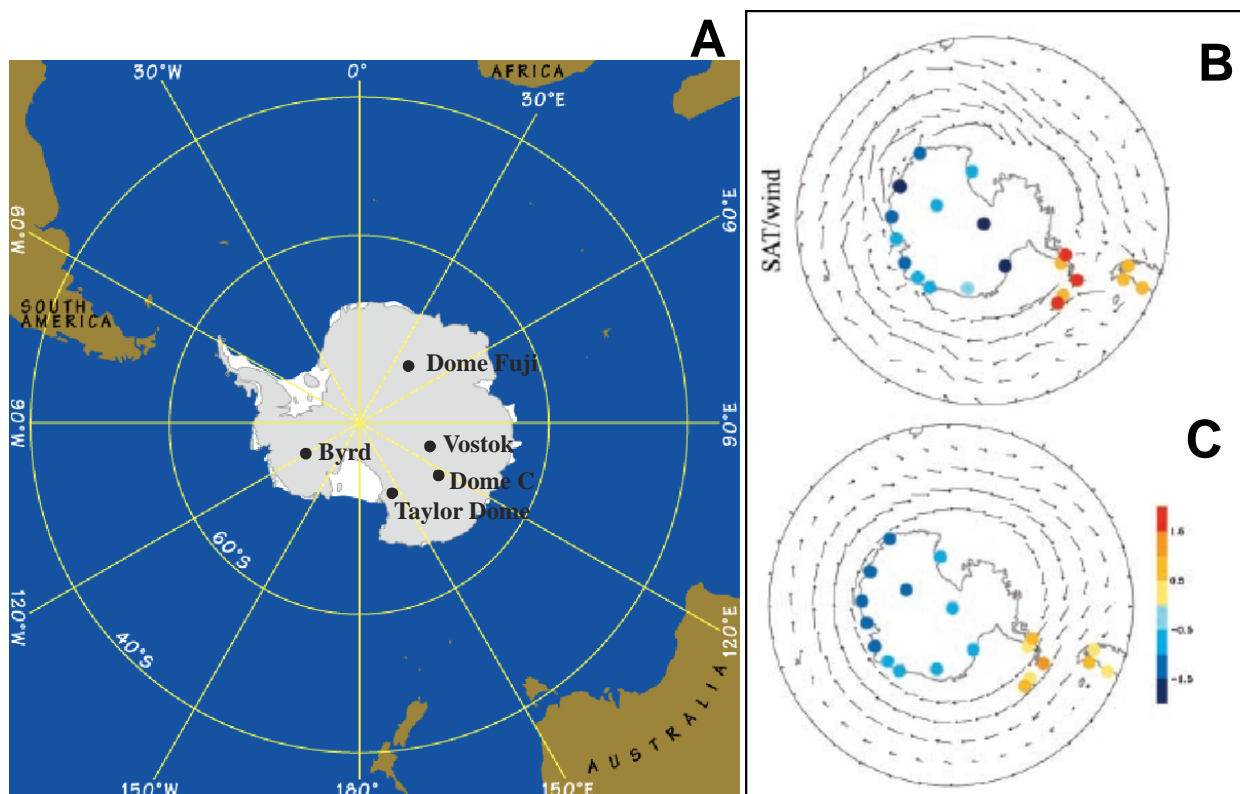 A
30°W
0°
AFRICA
30°E
60°W
60°E
SOUTH
AMERICA
Dome Fuji
90°W
90°E
Byrd
Vostok
Dome C
Taylor Dome
60°S
120°W
120°E
40°S
AUSTRALIA
150°W
180°
150°E
B
SAT/wind
C
1.5
0.5
-0.5
-1.5